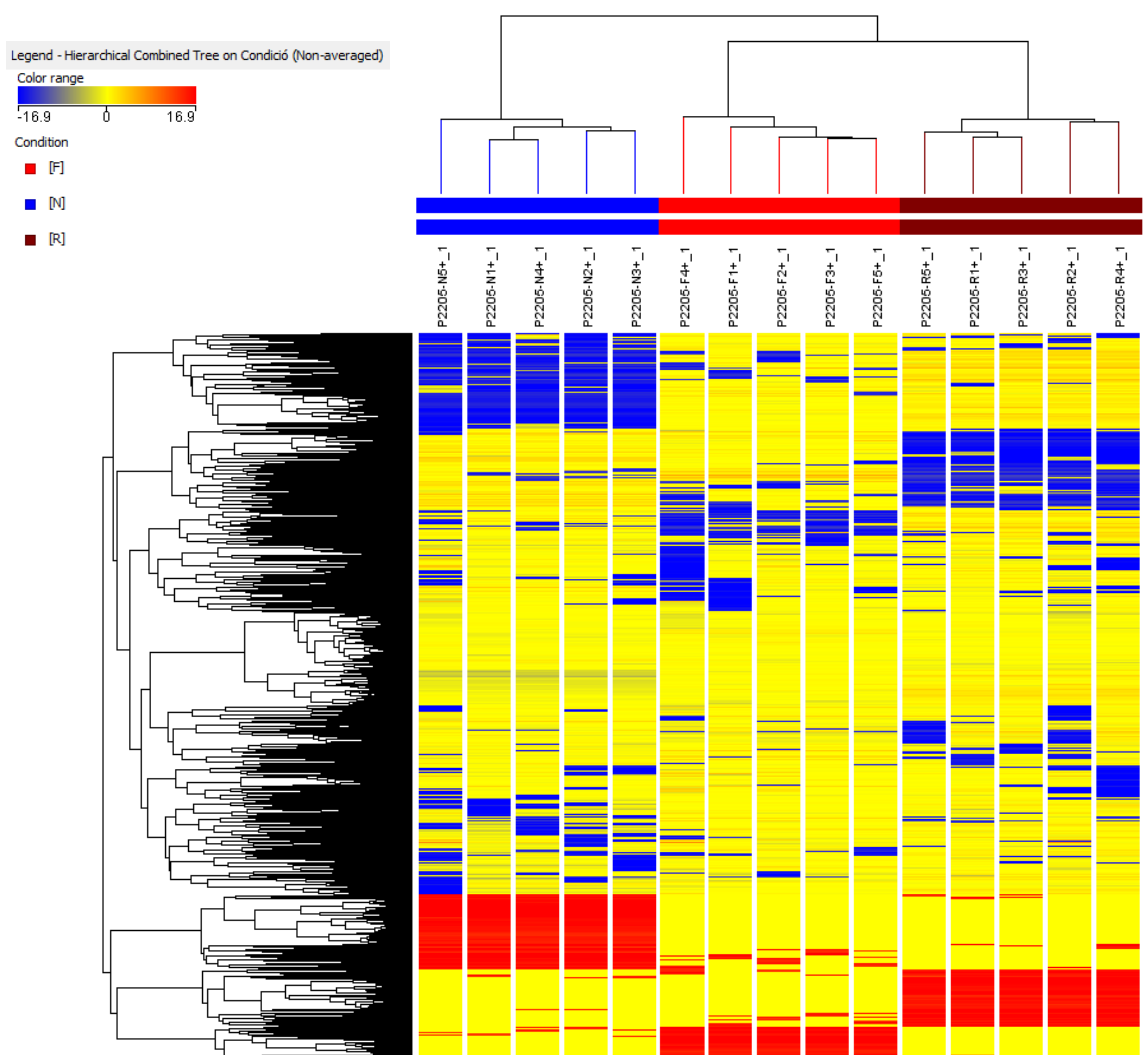 Legend - Hierarchical Combined Tree on Condició (Non-averaged)
Color range
-16.9 0 16.9
Condition
[F]
[N]
[R]
P2205-N5+_1
P2205-N1+_1
P2205-N4+_1
P2205-N2+_1
P2205-N3+_1
P2205-F4+_1
P2205-F1+_1
P2205-F2+_1
P2205-F3+_1
P2205-F5+_1
P2205-R5+_1
P2205-R1+_1
P2205-R3+_1
P2205-R2+_1
P2205-R4+_1